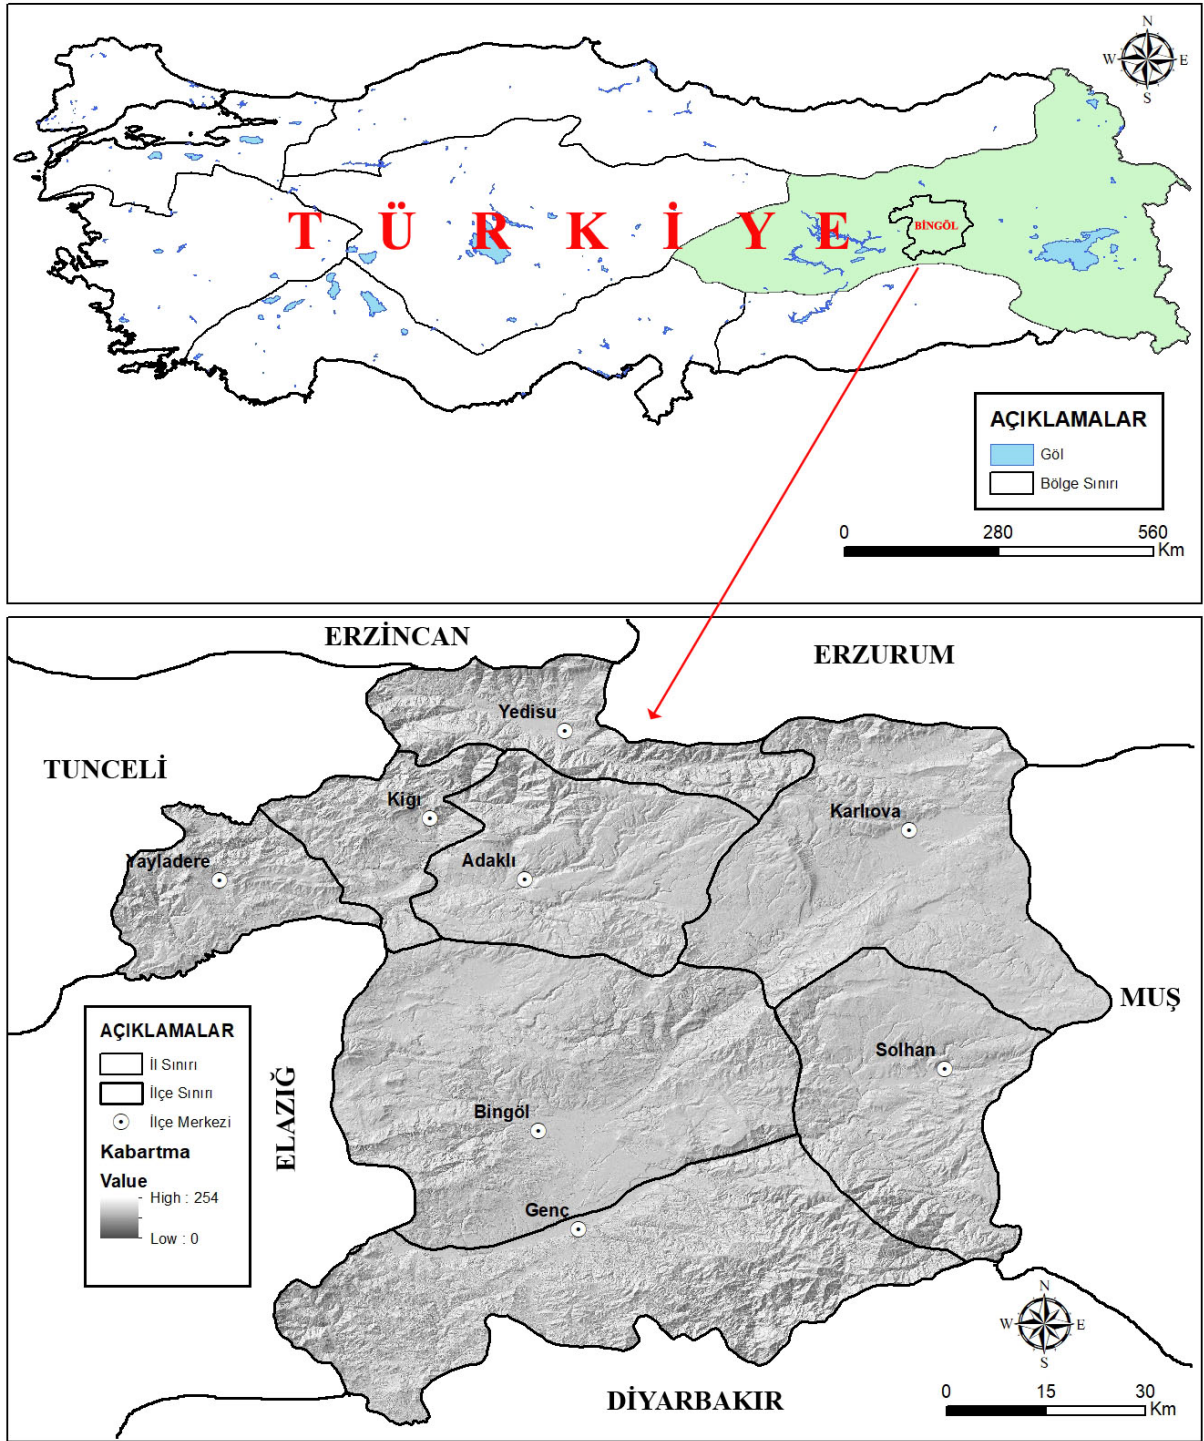 N
W E
S
T Ü R K İ Y E
BİNGÖL
AÇIKLAMALAR
Göl
Bölge Sınırı
0 280 560
Km
ERZİNCAN
ERZURUM
Yedisu
TUNCELİ
Kiğı
Karlıova
Yayladere
Adaklı
MUŞ
AÇIKLAMALAR
İl Sınırı
İlçe Sınırı
İlçe Merkezi
Kabartma
Value
High : 254
Low : 0
ELAZIĞ
Solhan
Bingöl
Genç
N
W E
S
DİYARBAKIR
0 15 30
Km